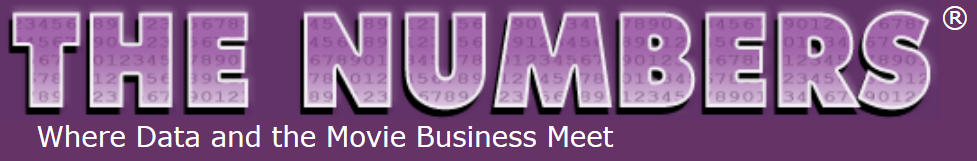 THE NUMBERS®
Where Data and the Movie Business Meet